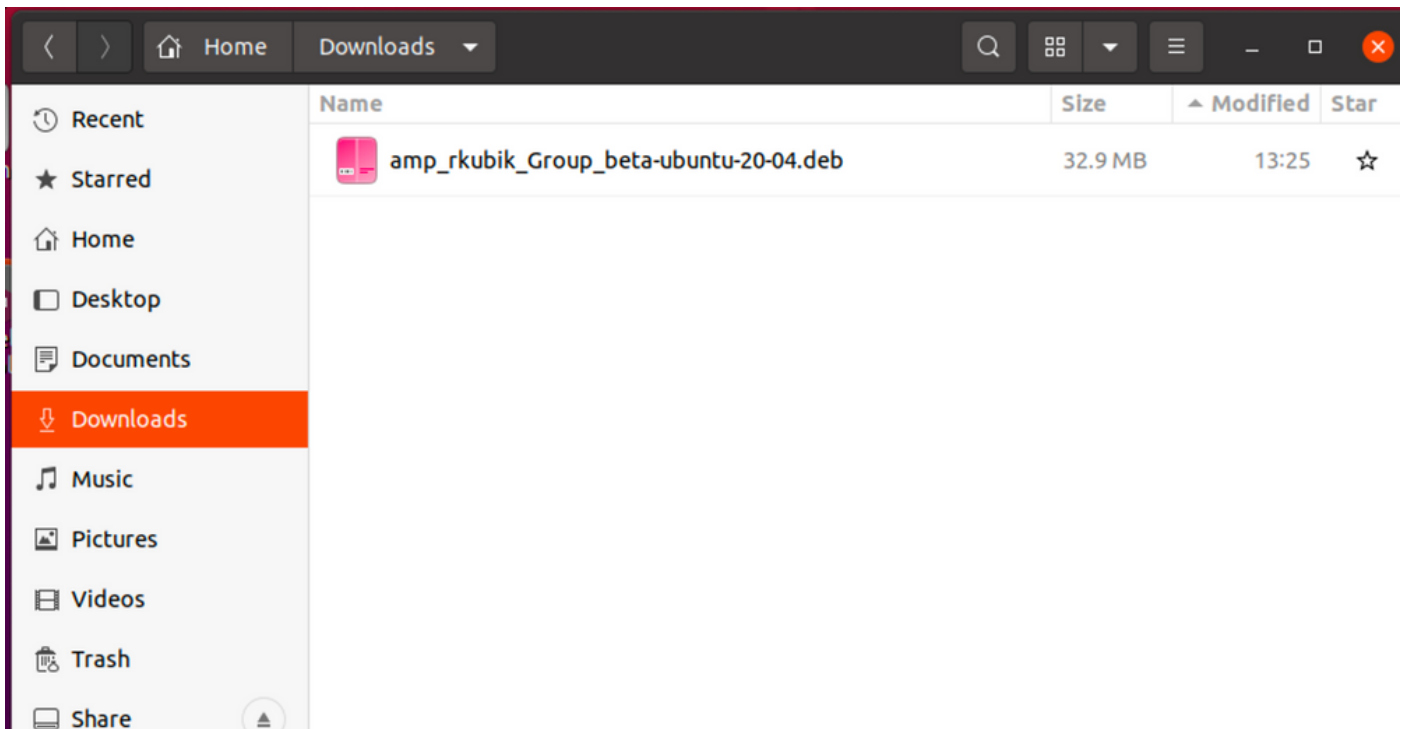 Home Downloads
Recent
Starred
Home
Desktop
Documents
Downloads
Music
Pictures
Videos
Trash
Share
Name Size Modified Star
amp_rkubik_Group_beta-ubuntu-20-04.deb 32.9 MB 13:25